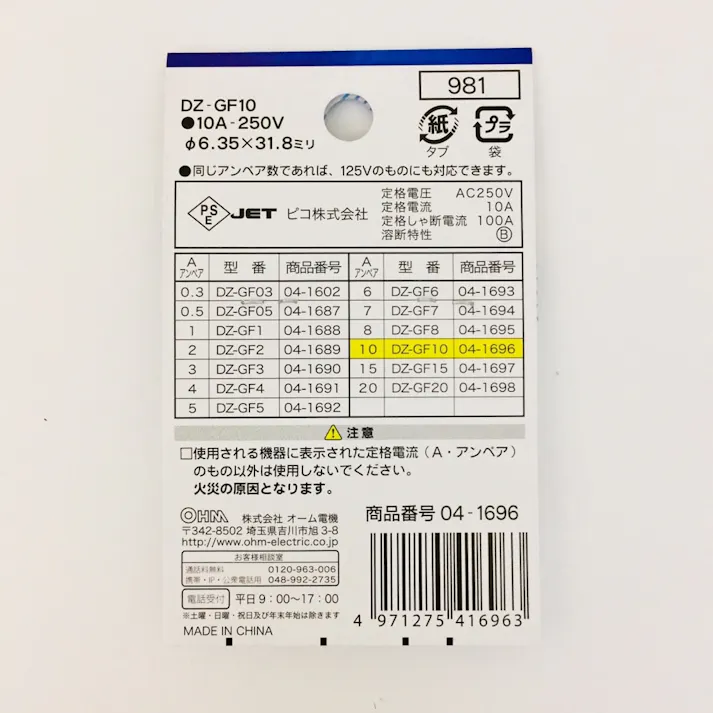 981
DZ-GF10
●10A-250V
φ6.35×31.8ミリ
紙
タブ
プラ
袋
●同じアンペア数であれば、125Vのものにも対応できます。
PS
E
JET ピコ株式会社
定格電圧 AC250V
定格電流 10A
定格しゃ断電流 100A
溶断特性 Ⓑ
A アンペア 型番 商品番号 A アンペア 型番 商品番号
0.3 DZ-GF03 04-1602 6 DZ-GF6 04-1693
0.5 DZ-GF05 04-1687 7 DZ-GF7 04-1694
1 DZ-GF1 04-1688 8 DZ-GF8 04-1695
2 DZ-GF2 04-1689 10 DZ-GF10 04-1696
3 DZ-GF3 04-1690 15 DZ-GF15 04-1697
4 DZ-GF4 04-1691 20 DZ-GF20 04-1698
5 DZ-GF5 04-1692
注意
□使用される機器に表示された定格電流（A・アンペア）
のもの以外は使用しないでください。
火災の原因となります。
OHM 株式会社 オーム電機
〒342-8502 埼玉県吉川市旭3-8
http://www.ohm-electric.co.jp/
お客様相談室
通話料無料 0120-963-006
携帯・IP・公衆電話用 048-992-2735
電話受付 平日9：00〜17：00
※土曜・日曜・祝日及び年末年始は除きます
MADE IN CHINA
商品番号 04-1696
4 971275 416963